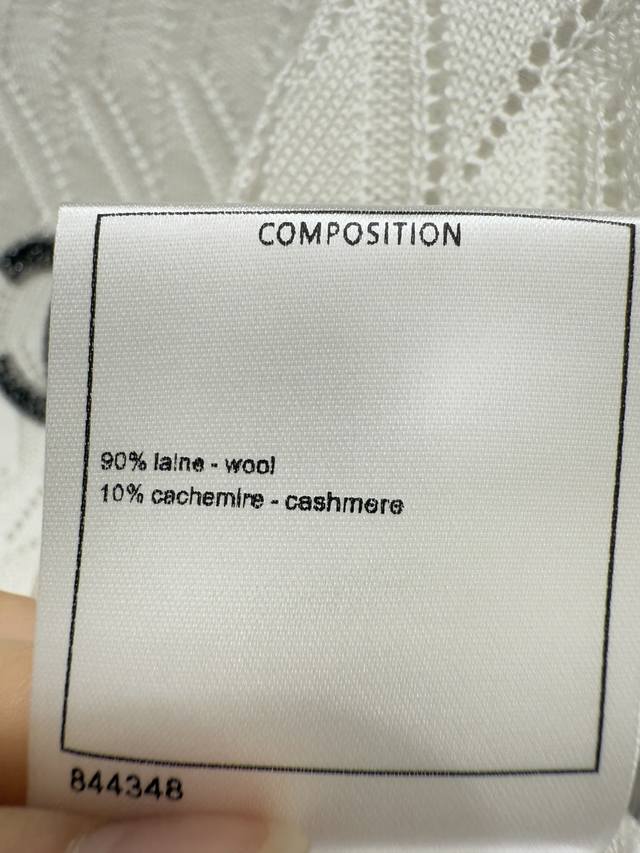 COMPOSITION
90% laine - wool
10% cachemire - cashmere
844348